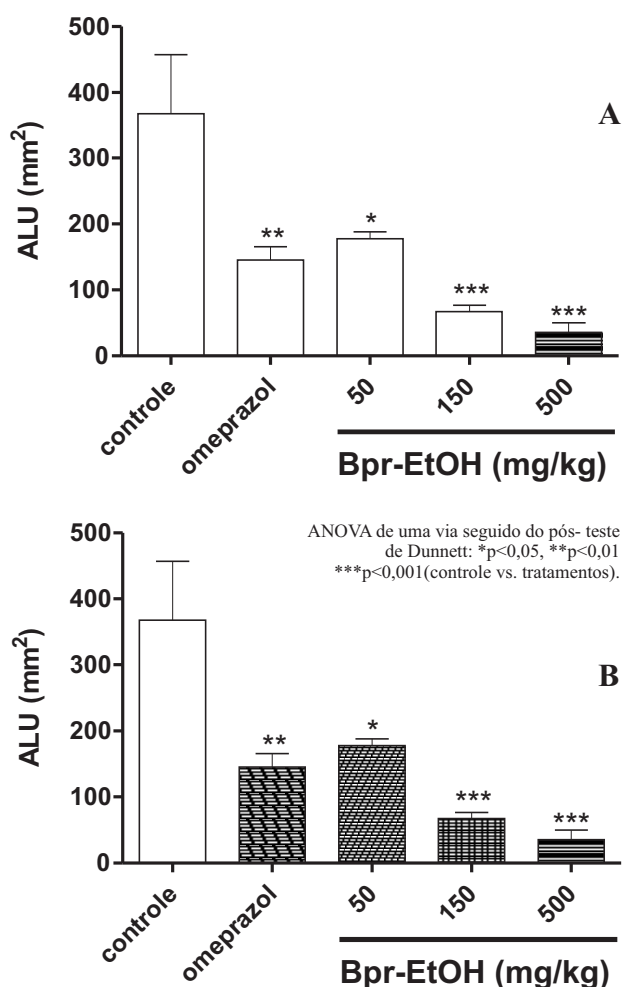 500
400
300
200
100
0
ALU (mm²)
A
**
*
***
***
controle
omeprazol
50
150
500
Bpr-EtOH (mg/kg)
ANOVA de uma via seguido do pós- teste
de Dunnett: *p<0,05, **p<0,01
***p<0,001(controle vs. tratamentos).
500
400
300
200
100
0
ALU (mm²)
B
**
*
***
***
controle
omeprazol
50
150
500
Bpr-EtOH (mg/kg)